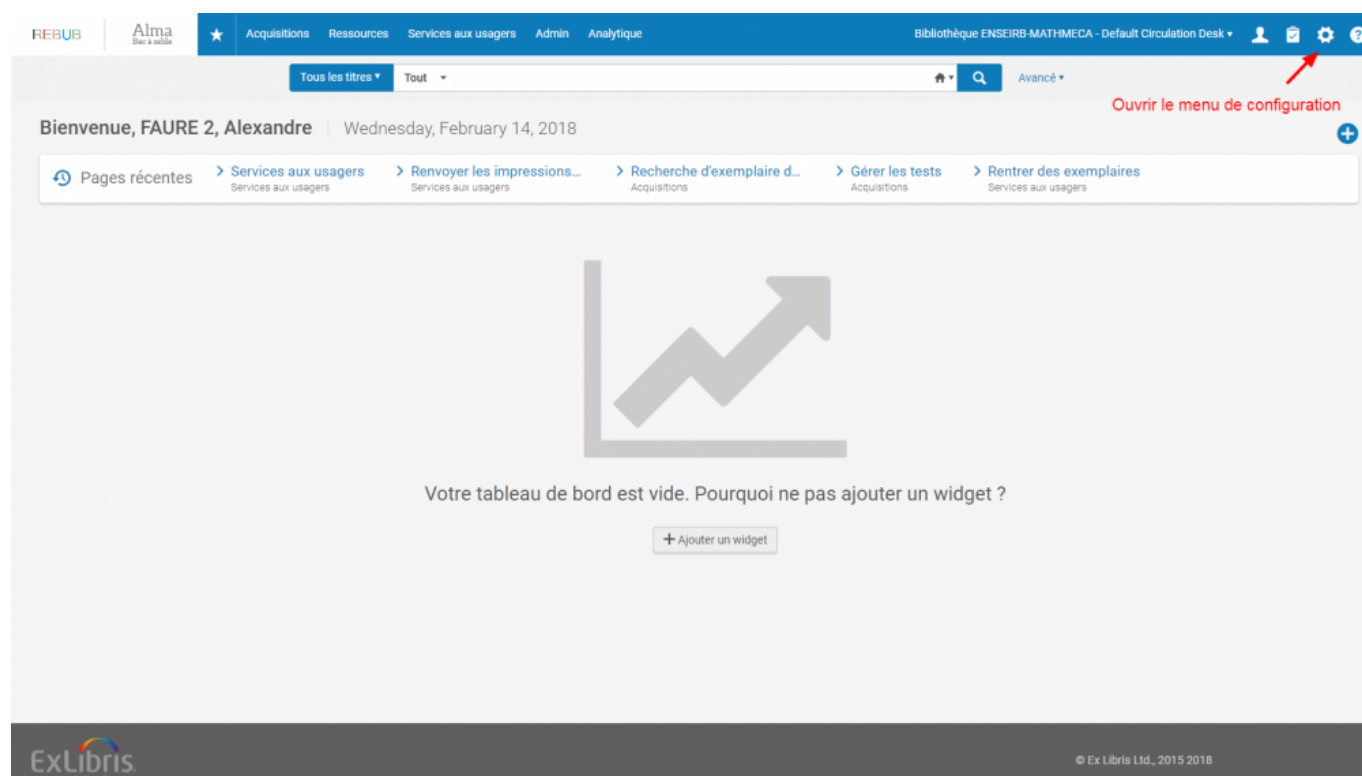 REBUB Alma Acquisitions Ressources Services aux usagers Admin Analytique Bibliothèque ENSEIRB-MATHMECA - Default Circulation Desk
Bac à sable
Tous les titres Tout Avancé
Ouvrir le menu de configuration
Bienvenue, FAURE 2, Alexandre Wednesday, February 14, 2018
Pages récentes Services aux usagers Renvoyer les impressions... Recherche d'exemplaire d... Gérer les tests Rentrer des exemplaires
Services aux usagers Services aux usagers Acquisitions Acquisitions Services aux usagers
Votre tableau de bord est vide. Pourquoi ne pas ajouter un widget ?
+ Ajouter un widget
ExLibris
© Ex Libris Ltd., 2015 2018